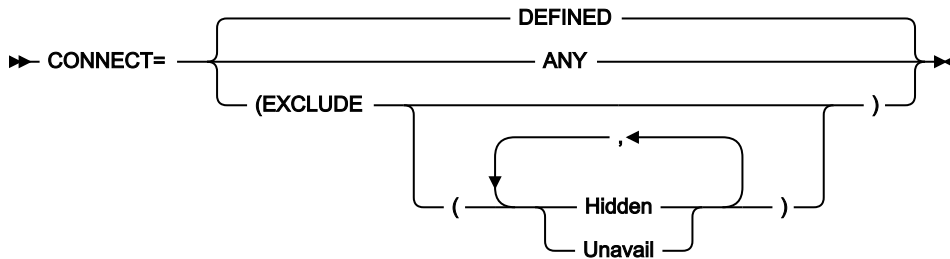 DEFINED
CONNECT= ANY
(EXCLUDE )
,
( Hidden )
Unavail